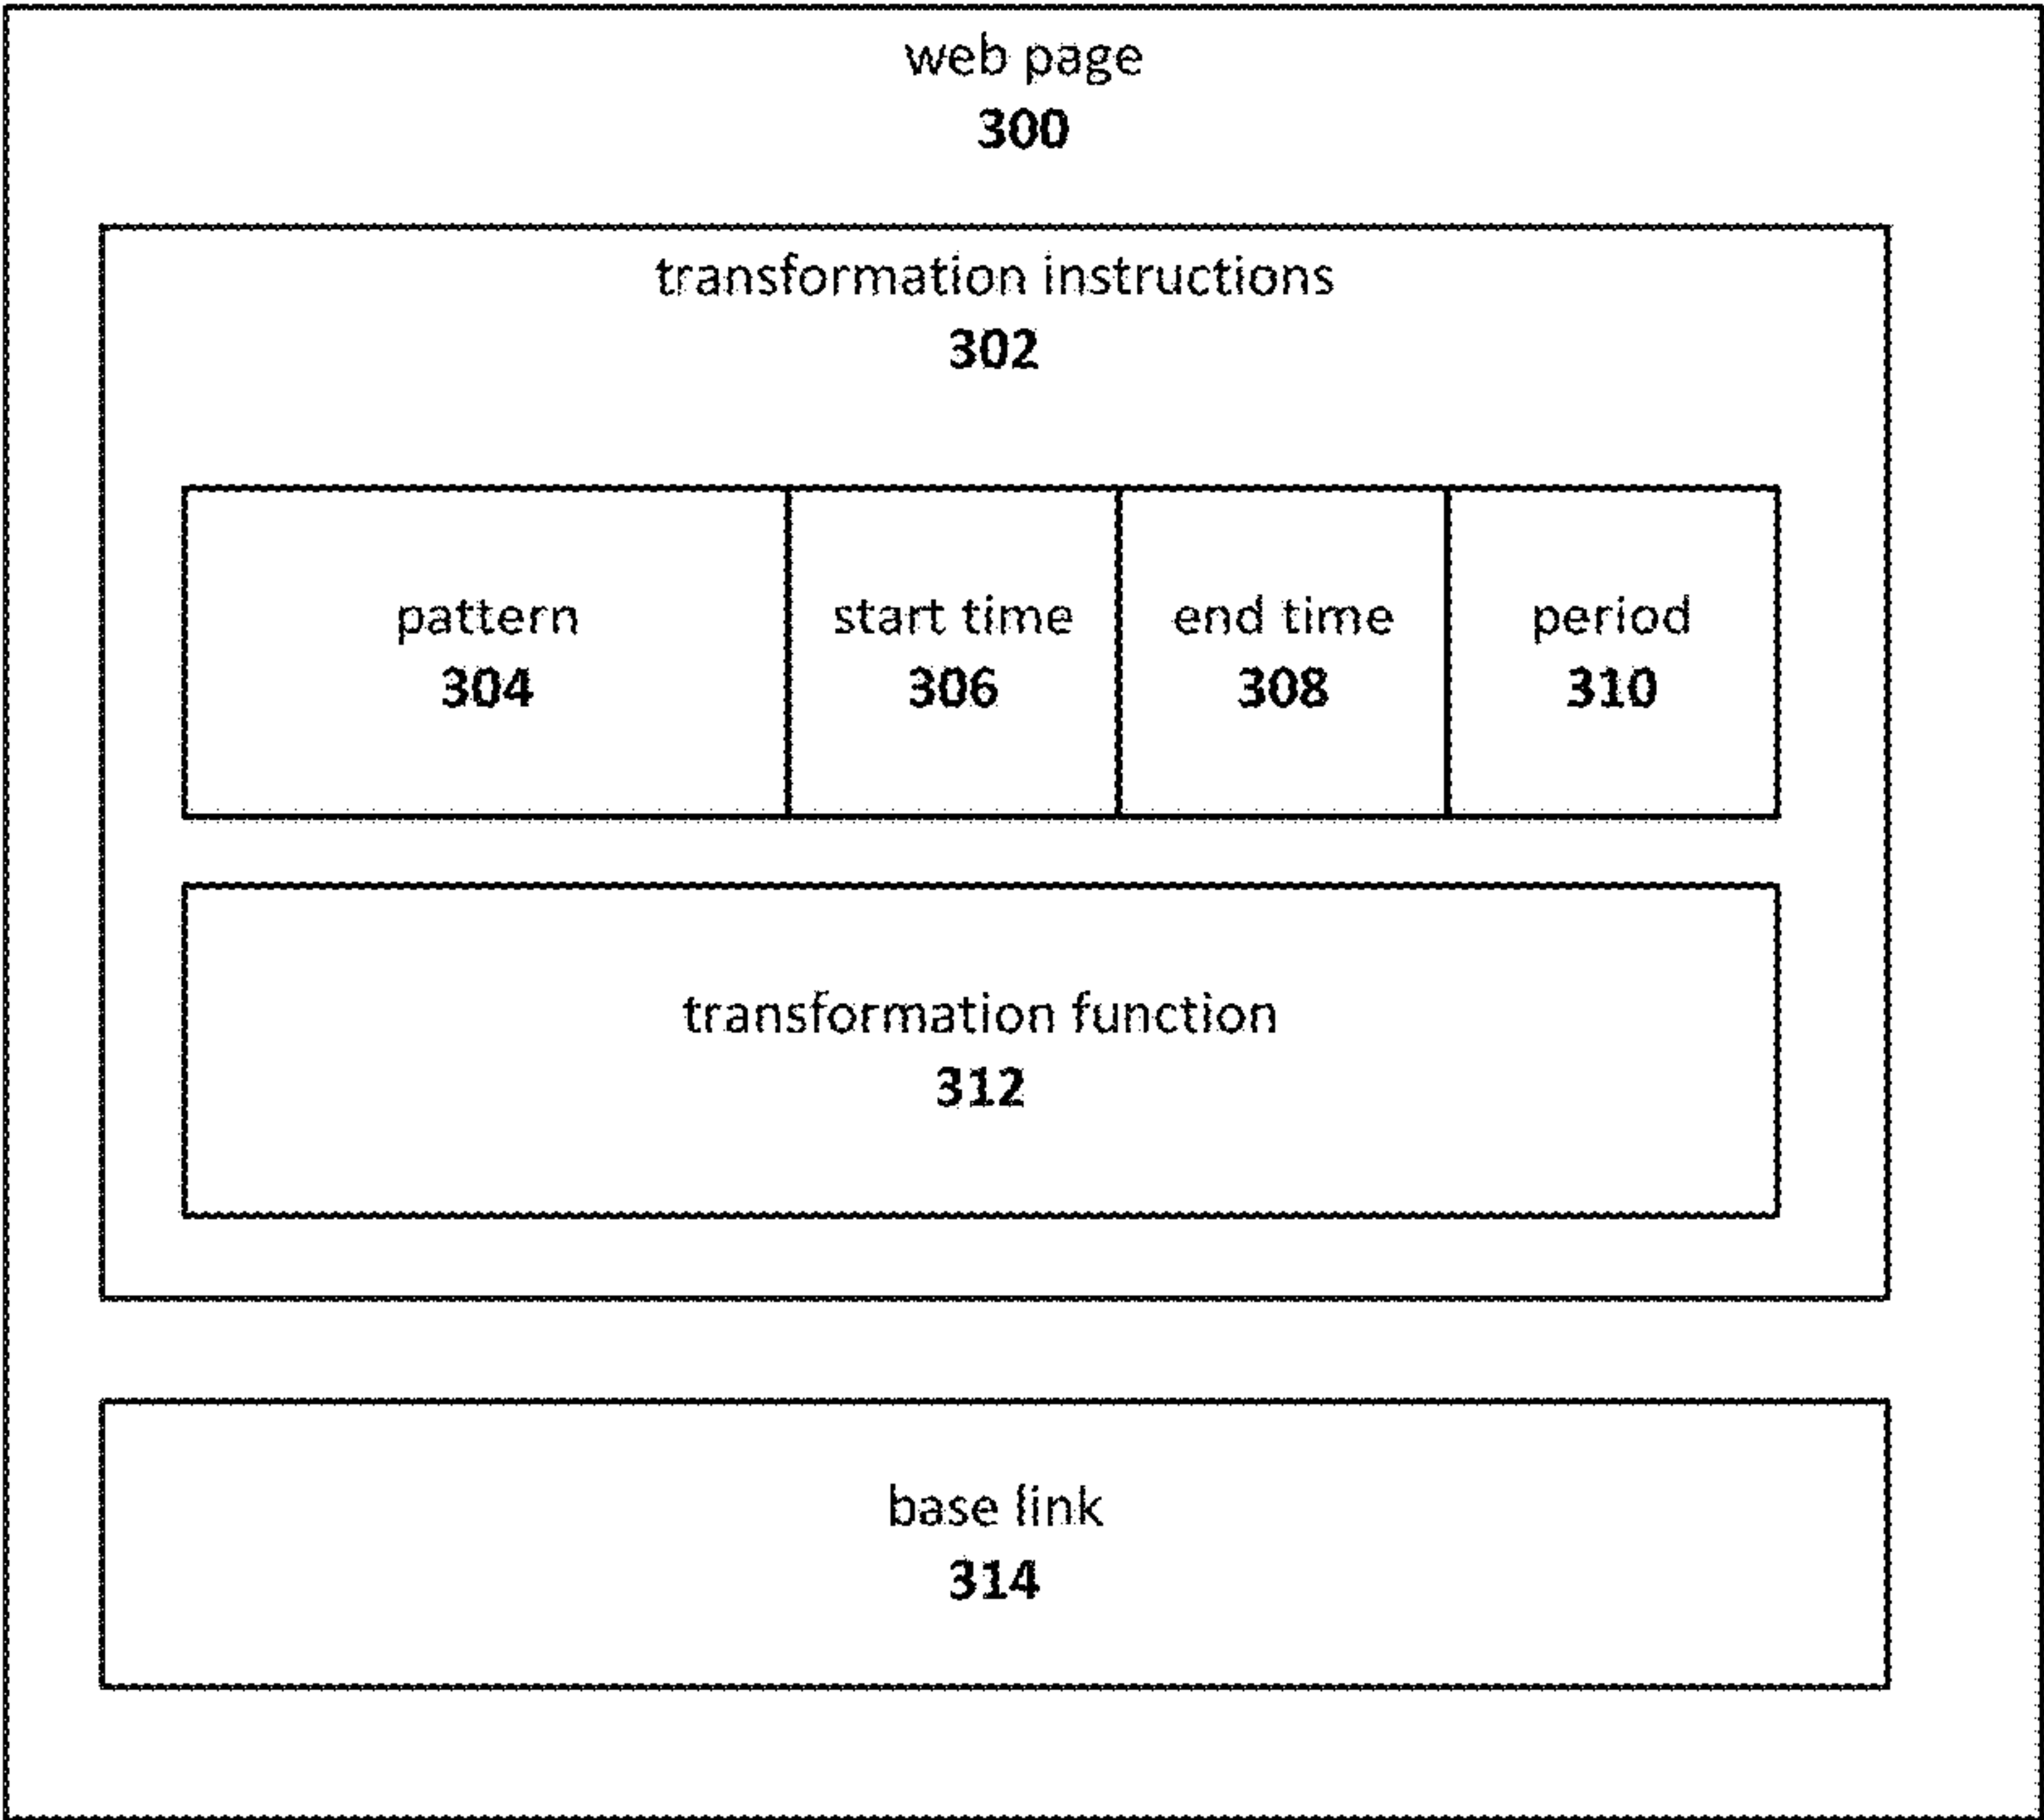 web page
300
transformation instructions
302
pattern
304
start time
306
end time
308
period
310
transformation function
312
base link
314